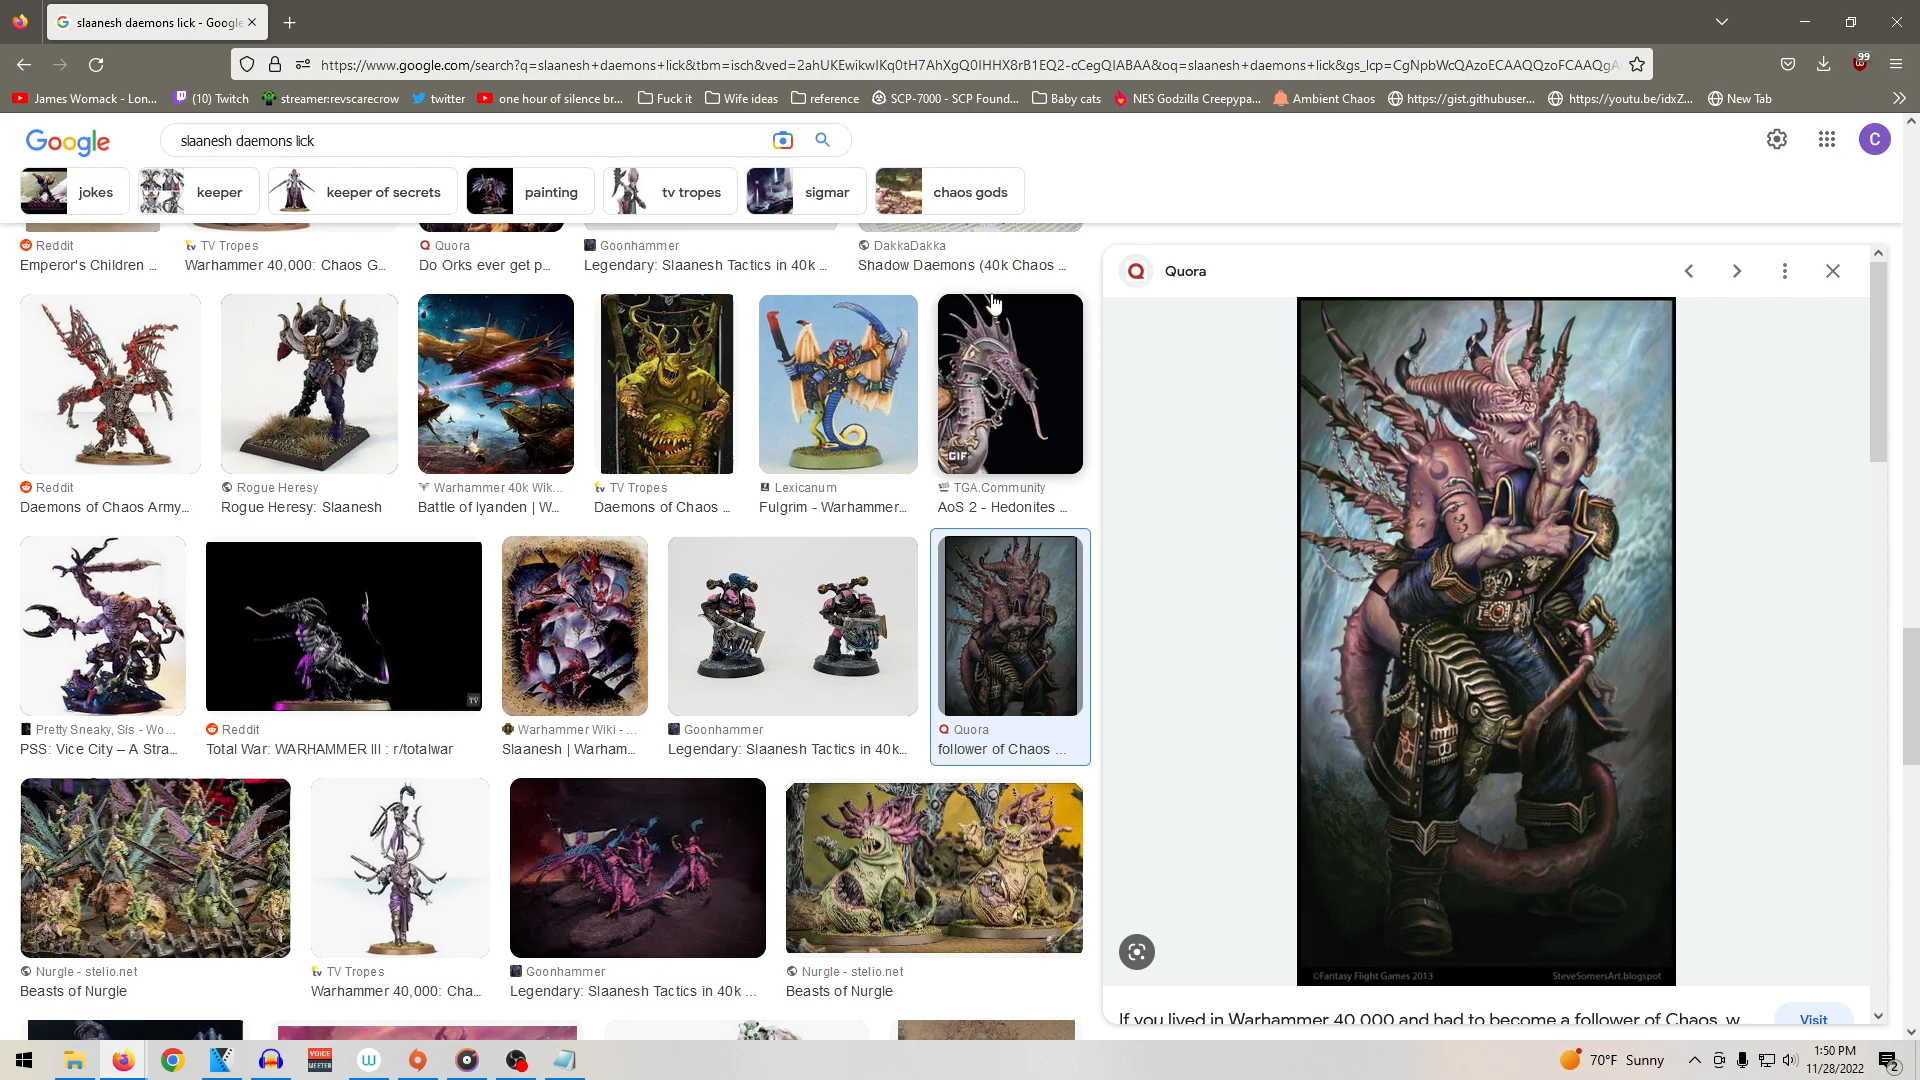 slaanesh daemons lick - Google
https://www.google.com/search?q=slaanesh+daemons+lick&tbm=isch&ved=2ahUKEwikwIKq0tH7AhXgQ0IHHX8rB1EQ2-cCegQIABAA&oq=slaanesh+daemons+lick&gs_lcp=CgNpbWcQAzoECAAQQzoFCAAQgA
99
James Womack - Lon...
(10) Twitch
streamer:revscarecrow
twitter
one hour of silence br...
Fuck it
Wife ideas
reference
SCP-7000 - SCP Found...
Baby cats
NES Godzilla Creepypa...
Ambient Chaos
https://gist.githubuser...
https://youtu.be/idxZ...
New Tab
Google
slaanesh daemons lick
C
jokes
keeper
keeper of secrets
painting
tv tropes
sigmar
chaos gods
Reddit
TV Tropes
Quora
Goonhammer
DakkaDakka
Emperor's Children ...
Warhammer 40,000: Chaos G...
Do Orks ever get p...
Legendary: Slaanesh Tactics in 40k ...
Shadow Daemons (40k Chaos ...
Quora
GIF
Reddit
Rogue Heresy
Warhammer 40k Wik...
TV Tropes
Lexicanum
TGA.Community
Daemons of Chaos Army...
Rogue Heresy: Slaanesh
Battle of Iyanden | W...
Daemons of Chaos ...
Fulgrim - Warhammer...
AoS 2 - Hedonites ...
TV
Pretty Sneaky, Sis - Wo...
Reddit
Warhammer Wiki - ...
Goonhammer
Quora
PSS: Vice City – A Stra...
Total War: WARHAMMER III : r/totalwar
Slaanesh | Warham...
Legendary: Slaanesh Tactics in 40k...
follower of Chaos ...
Nurgle - stelio.net
TV Tropes
Goonhammer
Nurgle - stelio.net
Beasts of Nurgle
Warhammer 40,000: Cha...
Legendary: Slaanesh Tactics in 40k ...
Beasts of Nurgle
©Fantasy Flight Games 2013
SteveSomersArt.blogspot
If you lived in Warhammer 40,000 and had to become a follower of Chaos, w...
Visit
VOICE
MEETER
70°F Sunny
1:50 PM
11/28/2022
2